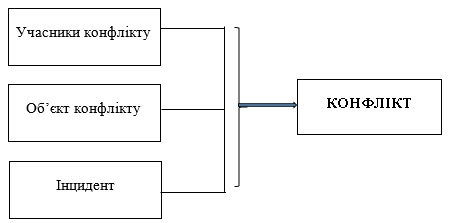 Учасники конфлікту
Об’єкт конфлікту
КОНФЛІКТ
Інцидент